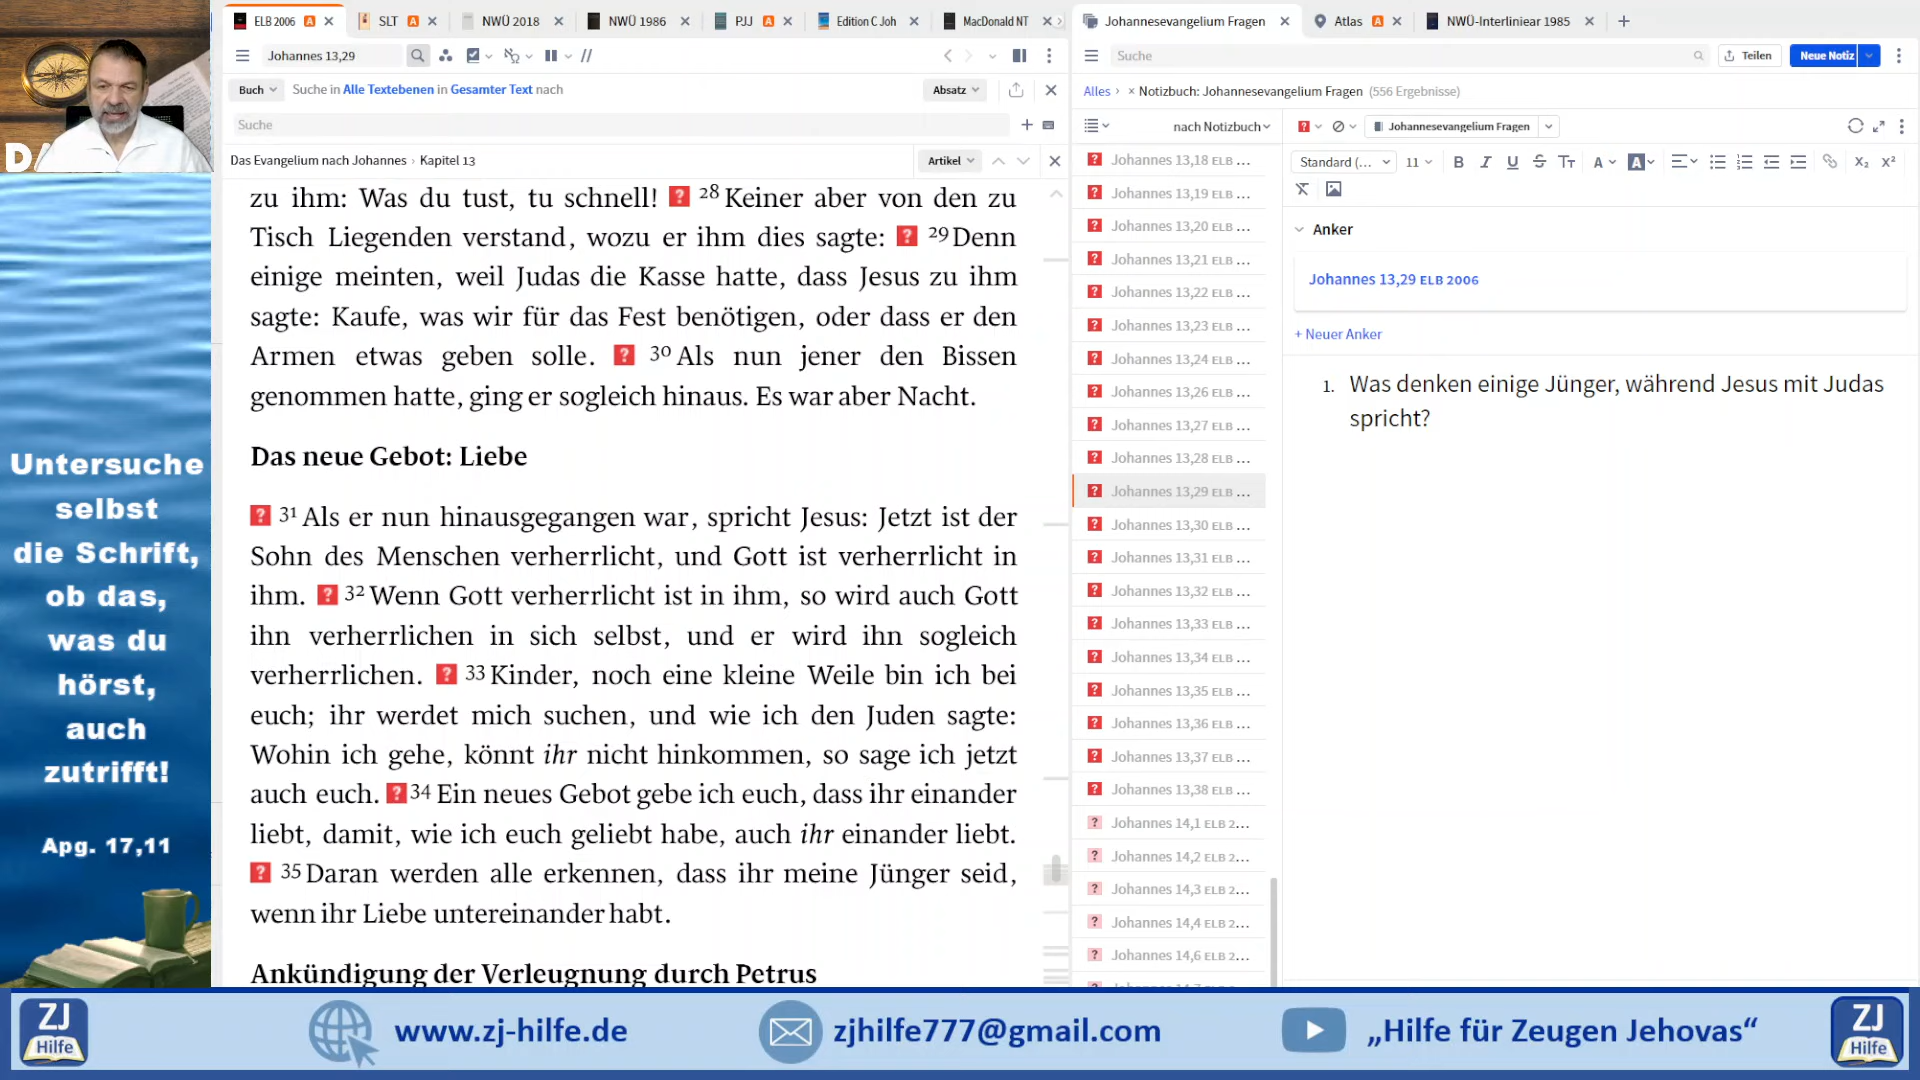 ELB 2006 A
SLT A
NWÜ 2018
NWÜ 1986
PJJ A
Edition C Joh
MacDonald NT
Johannesevangelium Fragen
Atlas A
NWÜ-Interliniear 1985
Johannes 13,29
Suche
Teilen
Neue Notiz
Buch
Suche in Alle Textebenen in Gesamter Text nach
Absatz
Alles › × Notizbuch: Johannesevangelium Fragen (556 Ergebnisse)
Suche
nach Notizbuch
Johannesevangelium Fragen
Das Evangelium nach Johannes › Kapitel 13
Artikel
Standard (...
11
zu ihm: Was du tust, tu schnell! ? 28 Keiner aber von den zu
Tisch Liegenden verstand, wozu er ihm dies sagte: ? 29 Denn
einige meinten, weil Judas die Kasse hatte, dass Jesus zu ihm
sagte: Kaufe, was wir für das Fest benötigen, oder dass er den
Armen etwas geben solle. ? 30 Als nun jener den Bissen
genommen hatte, ging er sogleich hinaus. Es war aber Nacht.
Das neue Gebot: Liebe
? 31 Als er nun hinausgegangen war, spricht Jesus: Jetzt ist der
Sohn des Menschen verherrlicht, und Gott ist verherrlicht in
ihm. ? 32 Wenn Gott verherrlicht ist in ihm, so wird auch Gott
ihn verherrlichen in sich selbst, und er wird ihn sogleich
verherrlichen. ? 33 Kinder, noch eine kleine Weile bin ich bei
euch; ihr werdet mich suchen, und wie ich den Juden sagte:
Wohin ich gehe, könnt ihr nicht hinkommen, so sage ich jetzt
auch euch. ? 34 Ein neues Gebot gebe ich euch, dass ihr einander
liebt, damit, wie ich euch geliebt habe, auch ihr einander liebt.
? 35 Daran werden alle erkennen, dass ihr meine Jünger seid,
wenn ihr Liebe untereinander habt.
Ankündigung der Verleugnung durch Petrus
Johannes 13,18 ELB ...
Johannes 13,19 ELB ...
Johannes 13,20 ELB ...
Johannes 13,21 ELB ...
Johannes 13,22 ELB ...
Johannes 13,23 ELB ...
Johannes 13,24 ELB ...
Johannes 13,26 ELB ...
Johannes 13,27 ELB ...
Johannes 13,28 ELB ...
Johannes 13,29 ELB ...
Johannes 13,30 ELB ...
Johannes 13,31 ELB ...
Johannes 13,32 ELB ...
Johannes 13,33 ELB ...
Johannes 13,34 ELB ...
Johannes 13,35 ELB ...
Johannes 13,36 ELB ...
Johannes 13,37 ELB ...
Johannes 13,38 ELB ...
Johannes 14,1 ELB 2...
Johannes 14,2 ELB 2...
Johannes 14,3 ELB 2...
Johannes 14,4 ELB 2...
Johannes 14,6 ELB 2...
Anker
Johannes 13,29 ELB 2006
+ Neuer Anker
1. Was denken einige Jünger, während Jesus mit Judas
spricht?
Untersuche
selbst
die Schrift,
ob das,
was du
hörst,
auch
zutrifft!
Apg. 17,11
ZJ
Hilfe
www.zj-hilfe.de
zjhilfe777@gmail.com
„Hilfe für Zeugen Jehovas“
ZJ
Hilfe